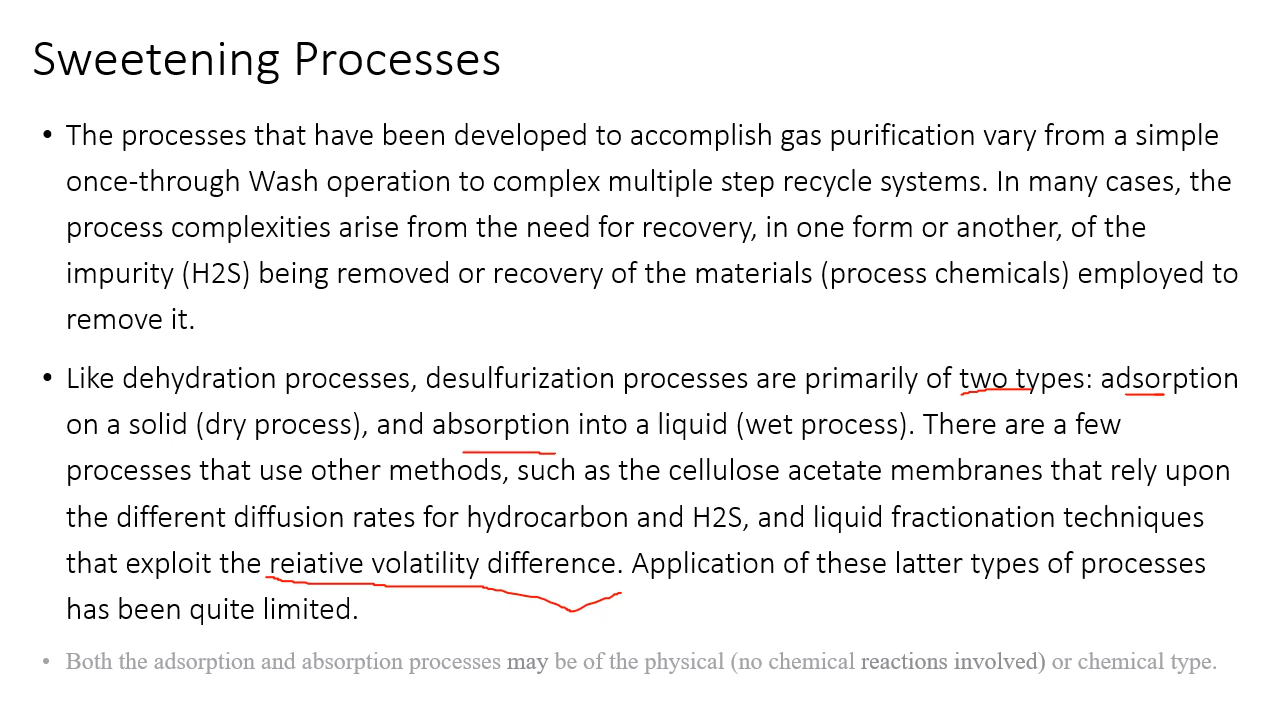 Sweetening Processes
• The processes that have been developed to accomplish gas purification vary from a simple
once-through Wash operation to complex multiple step recycle systems. In many cases, the
process complexities arise from the need for recovery, in one form or another, of the
impurity (H2S) being removed or recovery of the materials (process chemicals) employed to
remove it.
• Like dehydration processes, desulfurization processes are primarily of two types: adsorption
on a solid (dry process), and absorption into a liquid (wet process). There are a few
processes that use other methods, such as the cellulose acetate membranes that rely upon
the different diffusion rates for hydrocarbon and H2S, and liquid fractionation techniques
that exploit the reiative volatility difference. Application of these latter types of processes
has been quite limited.
• Both the adsorption and absorption processes may be of the physical (no chemical reactions involved) or chemical type.